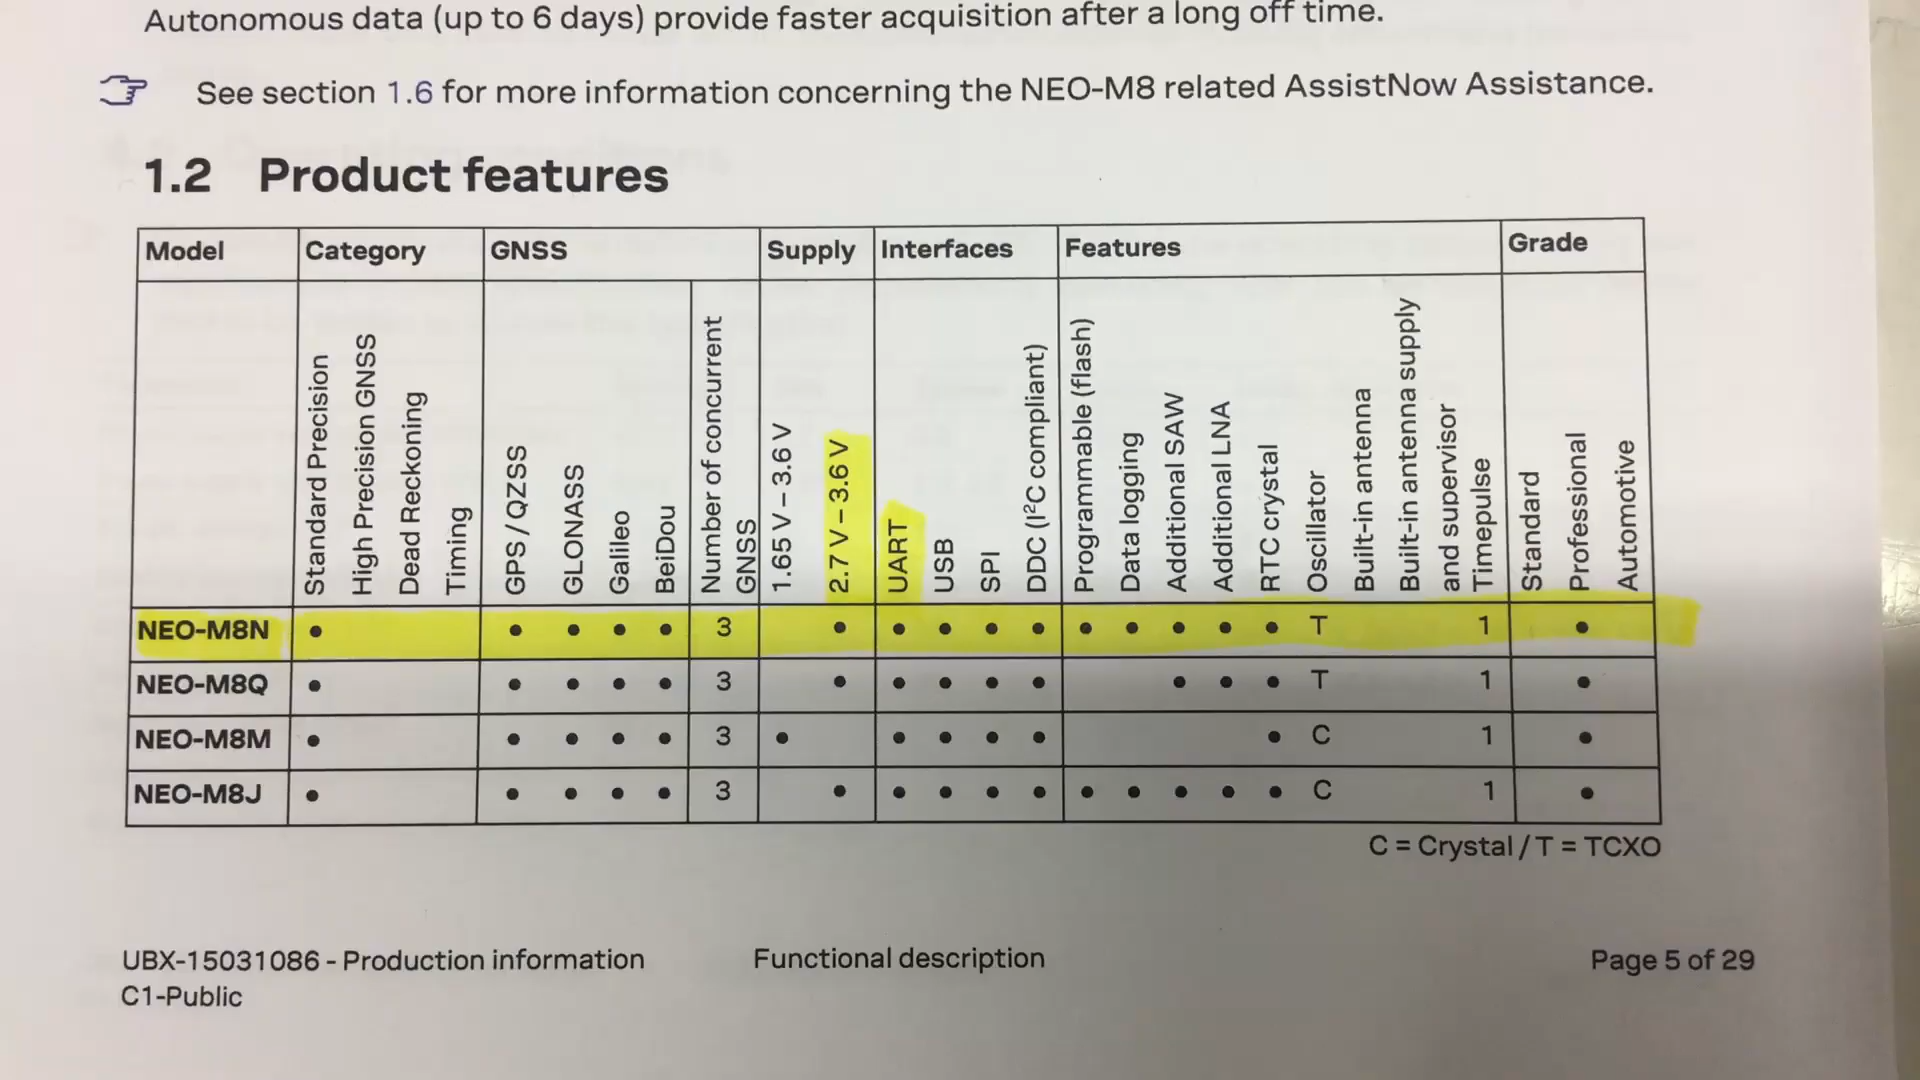 Autonomous data (up to 6 days) provide faster acquisition after a long off time.
See section 1.6 for more information concerning the NEO-M8 related AssistNow Assistance.
1.2 Product features
Model Category GNSS Supply Interfaces Features Grade
Standard Precision
High Precision GNSS
Dead Reckoning
Timing
GPS / QZSS
GLONASS
Galileo
BeiDou
Number of concurrent
GNSS
1.65 V – 3.6 V
2.7 V – 3.6 V
UART
USB
SPI
DDC (I²C compliant)
Programmable (flash)
Data logging
Additional SAW
Additional LNA
RTC crystal
Oscillator
Built-in antenna
Built-in antenna supply
and supervisor
Timepulse
Standard
Professional
Automotive
NEO-M8N • • • • • 3 • • • • • • • • • • T 1 •
NEO-M8Q • • • • • 3 • • • • • • • • T 1 •
NEO-M8M • • • • • 3 • • • • • • C 1 •
NEO-M8J • • • • • 3 • • • • • • • • • • C 1 •
C = Crystal / T = TCXO
UBX-15031086 - Production information Functional description Page 5 of 29
C1-Public